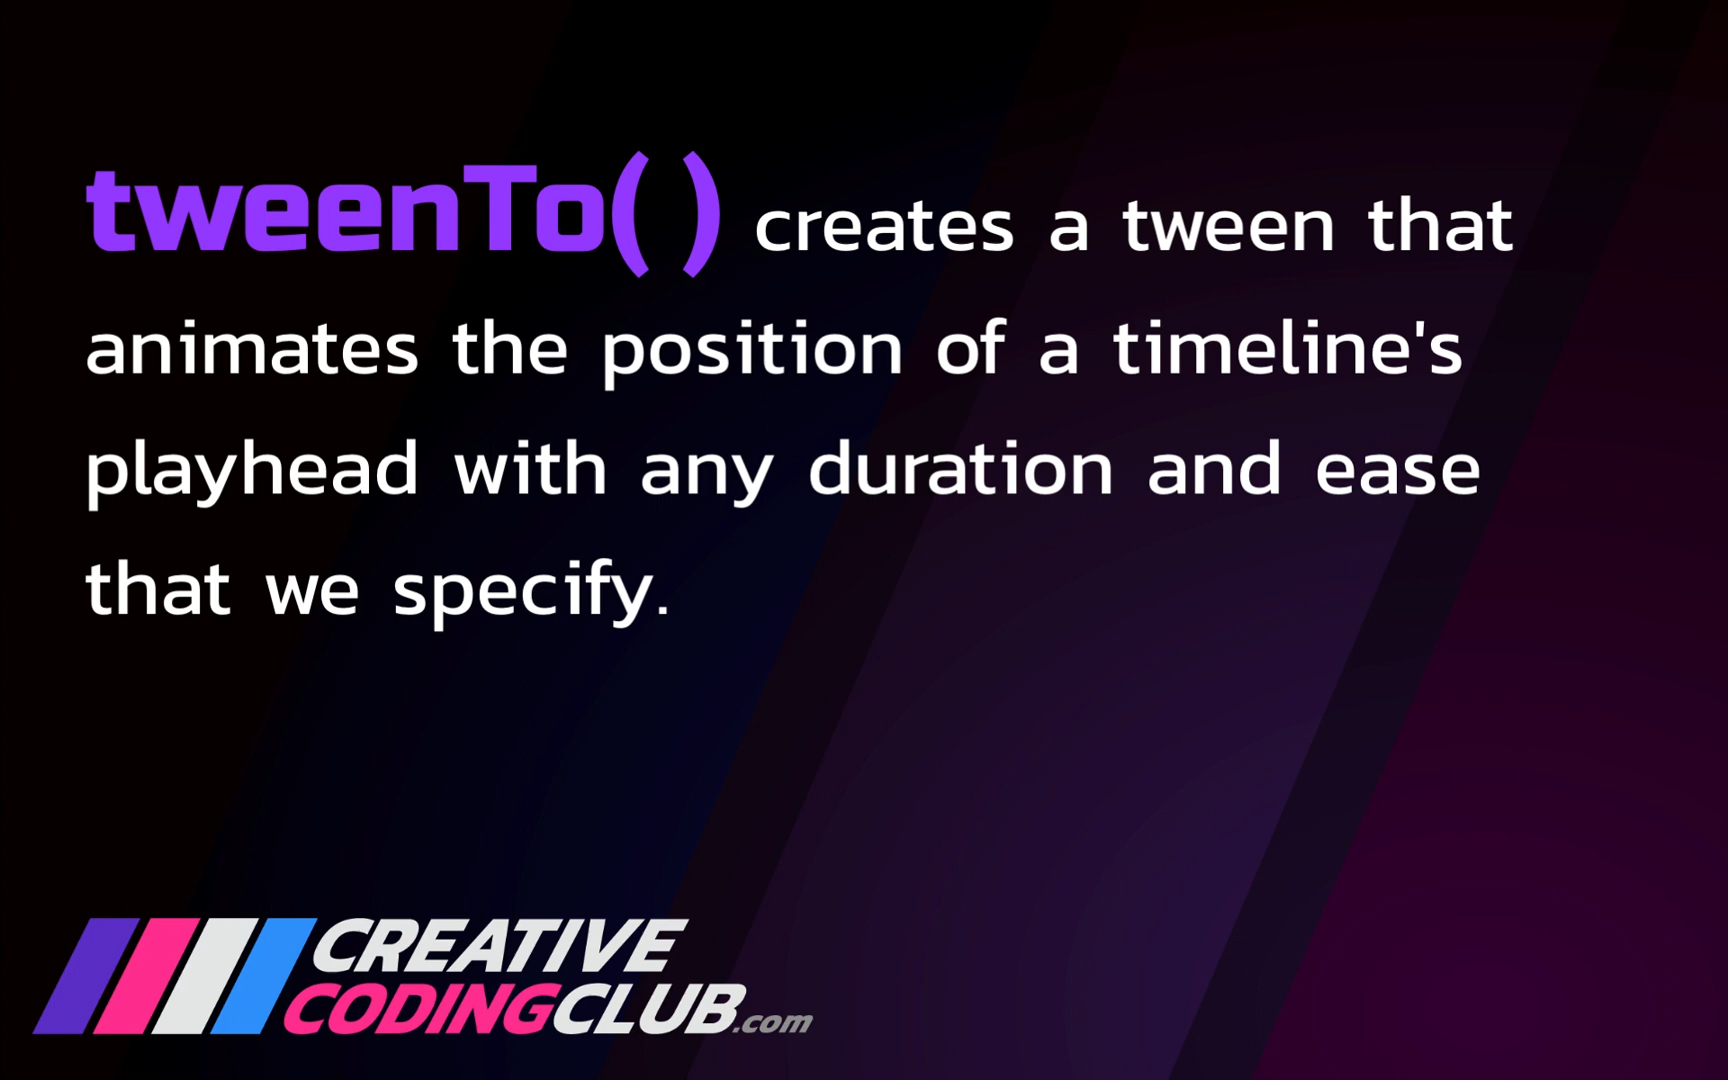 tweenTo( ) creates a tween that
animates the position of a timeline's
playhead with any duration and ease
that we specify.
CREATIVE
CODINGCLUB.com